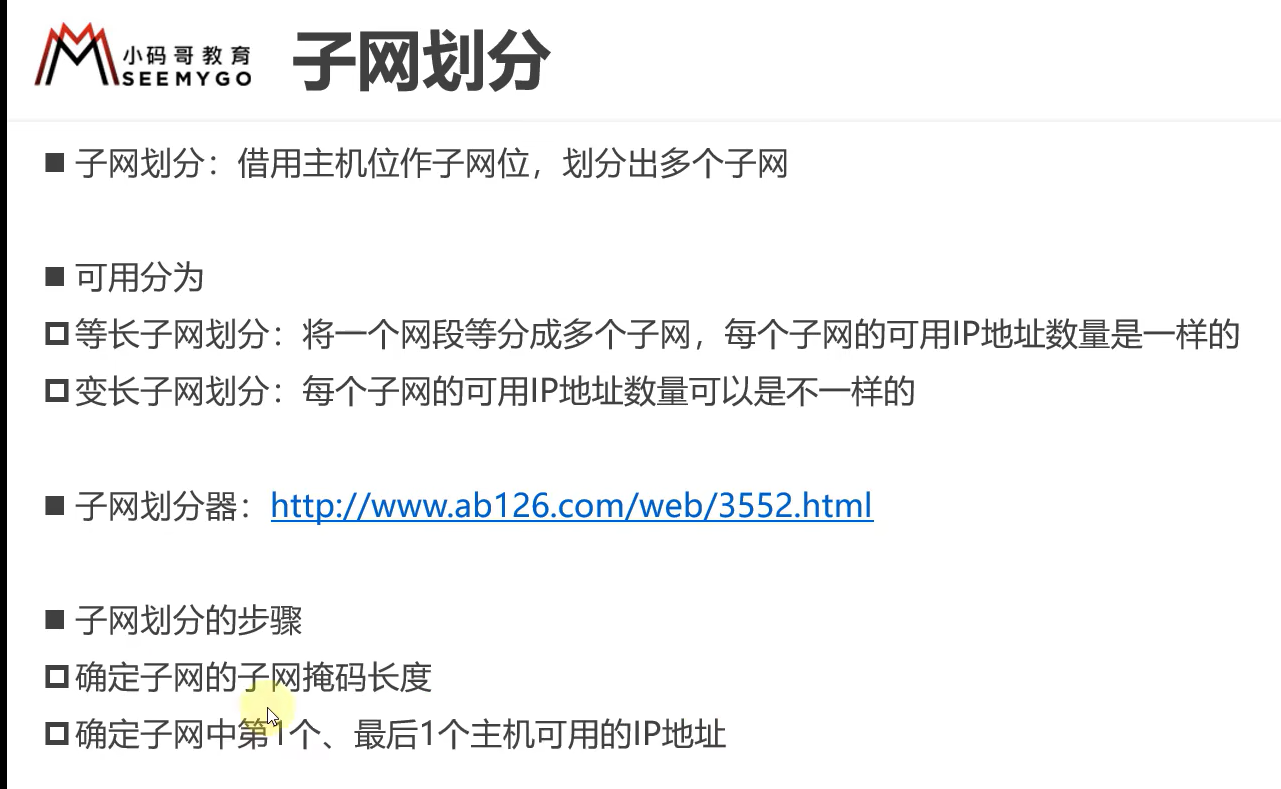 小码哥教育
SEEMYGO
子网划分
子网划分：借用主机位作子网位，划分出多个子网
可用分为
等长子网划分：将一个网段等分成多个子网，每个子网的可用IP地址数量是一样的
变长子网划分：每个子网的可用IP地址数量可以是不一样的
子网划分器：http://www.ab126.com/web/3552.html
子网划分的步骤
确定子网的子网掩码长度
确定子网中第1个、最后1个主机可用的IP地址